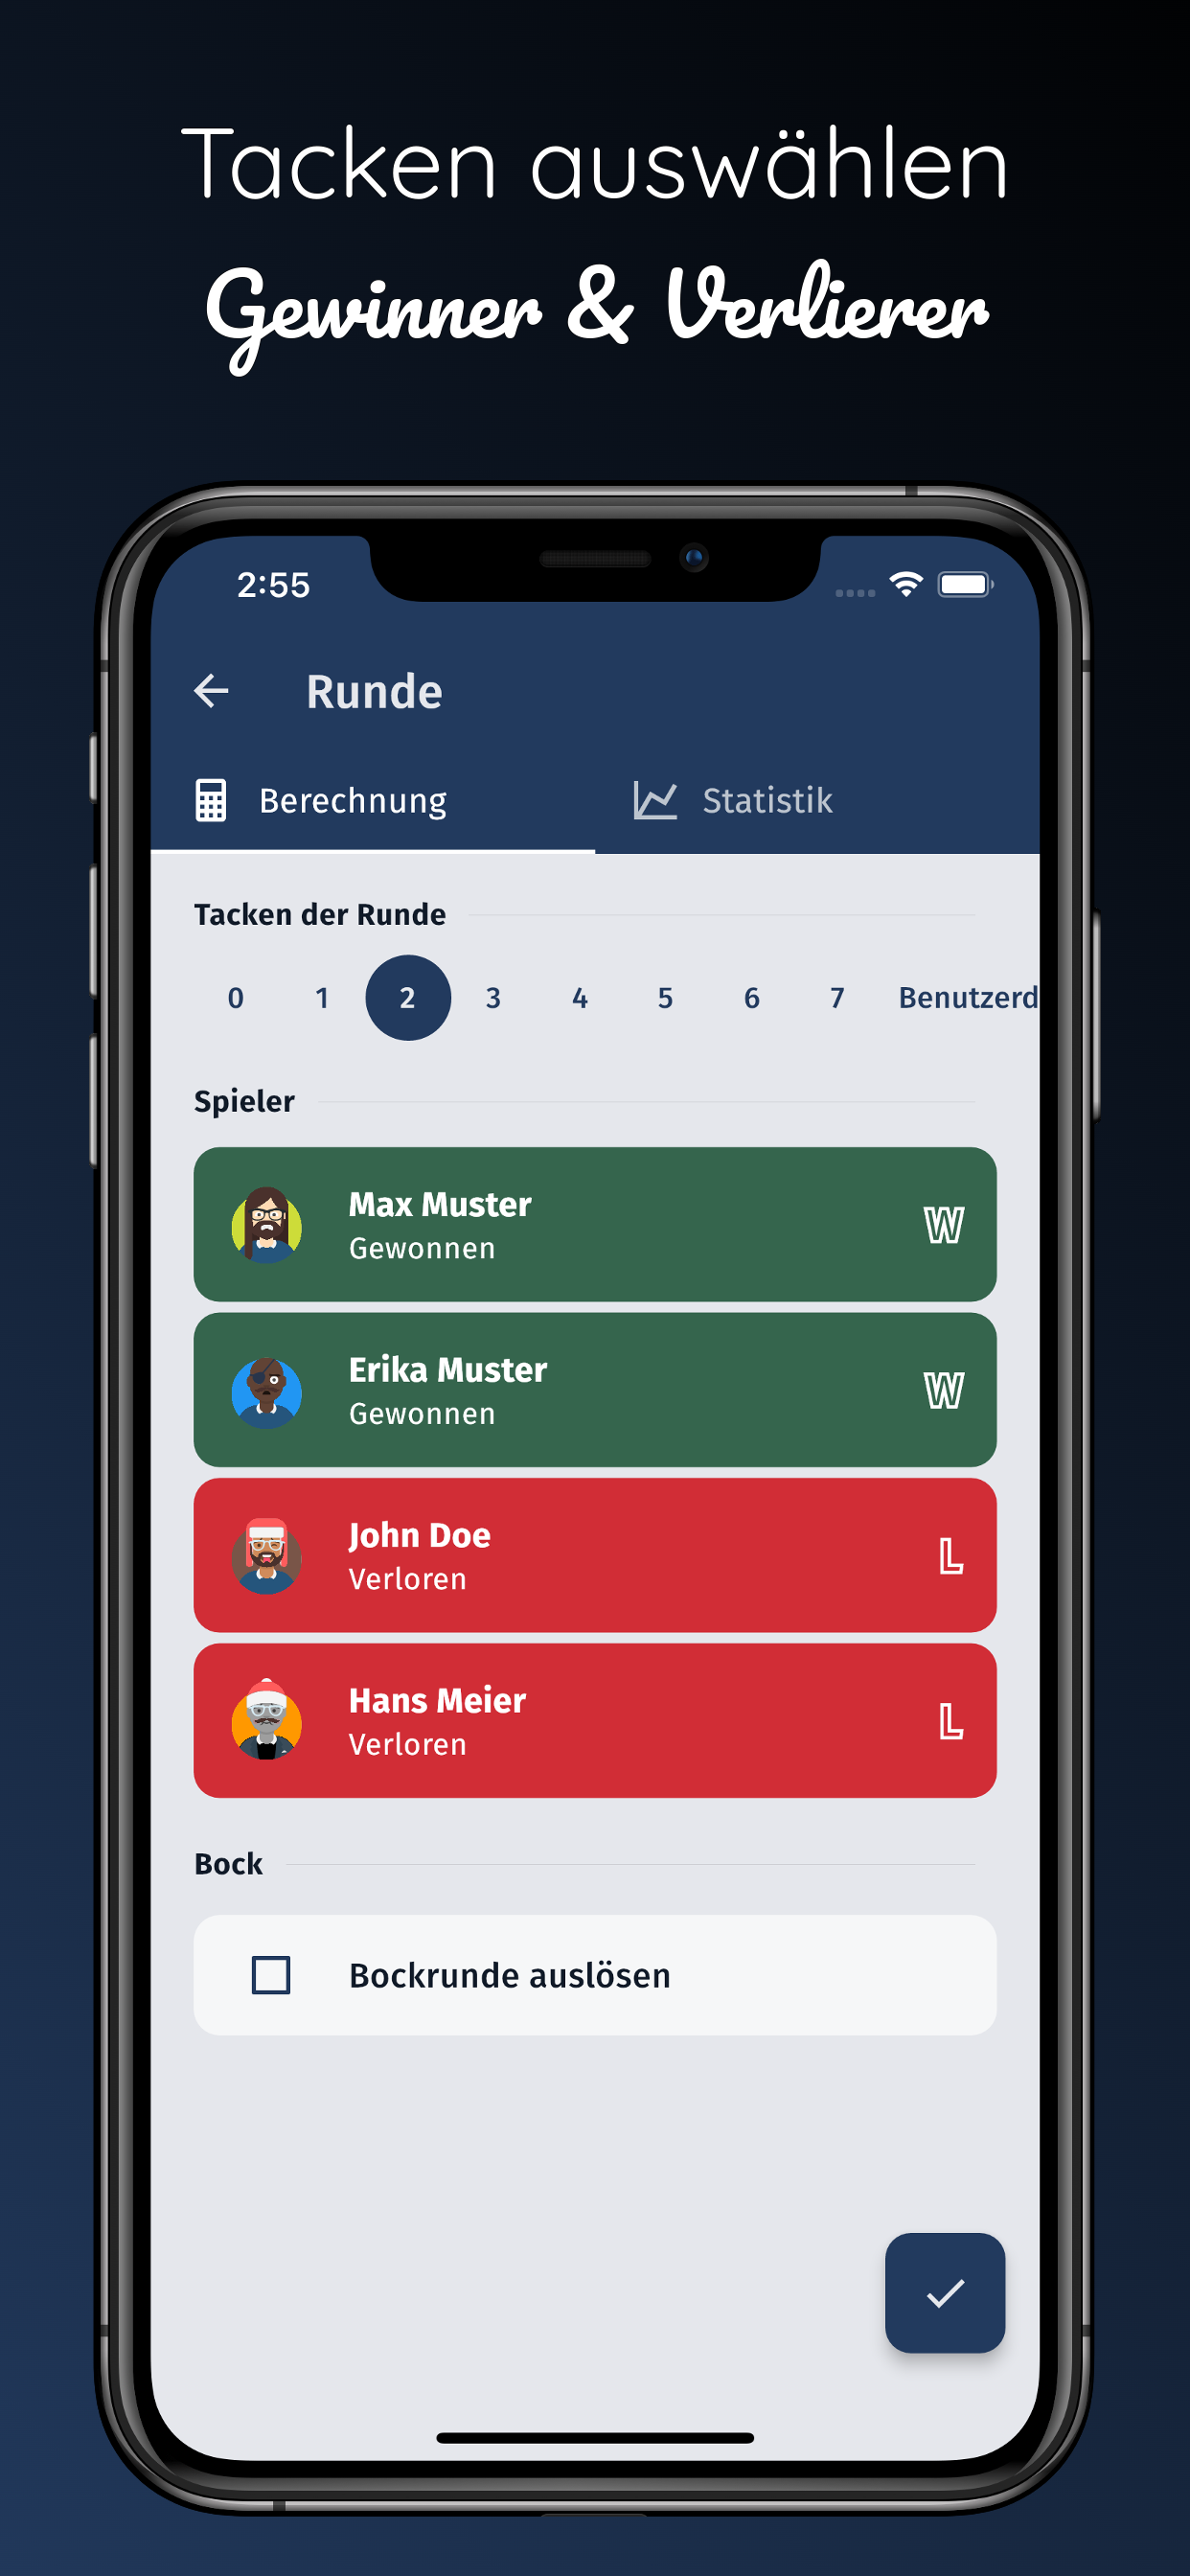 Tacken auswählen
Gewinner & Verlierer
2:55
Runde
Berechnung Statistik
Tacken der Runde
0 1 2 3 4 5 6 7 Benutzerd
Spieler
Max Muster
Gewonnen
W
Erika Muster
Gewonnen
W
John Doe
Verloren
L
Hans Meier
Verloren
L
Bock
Bockrunde auslösen